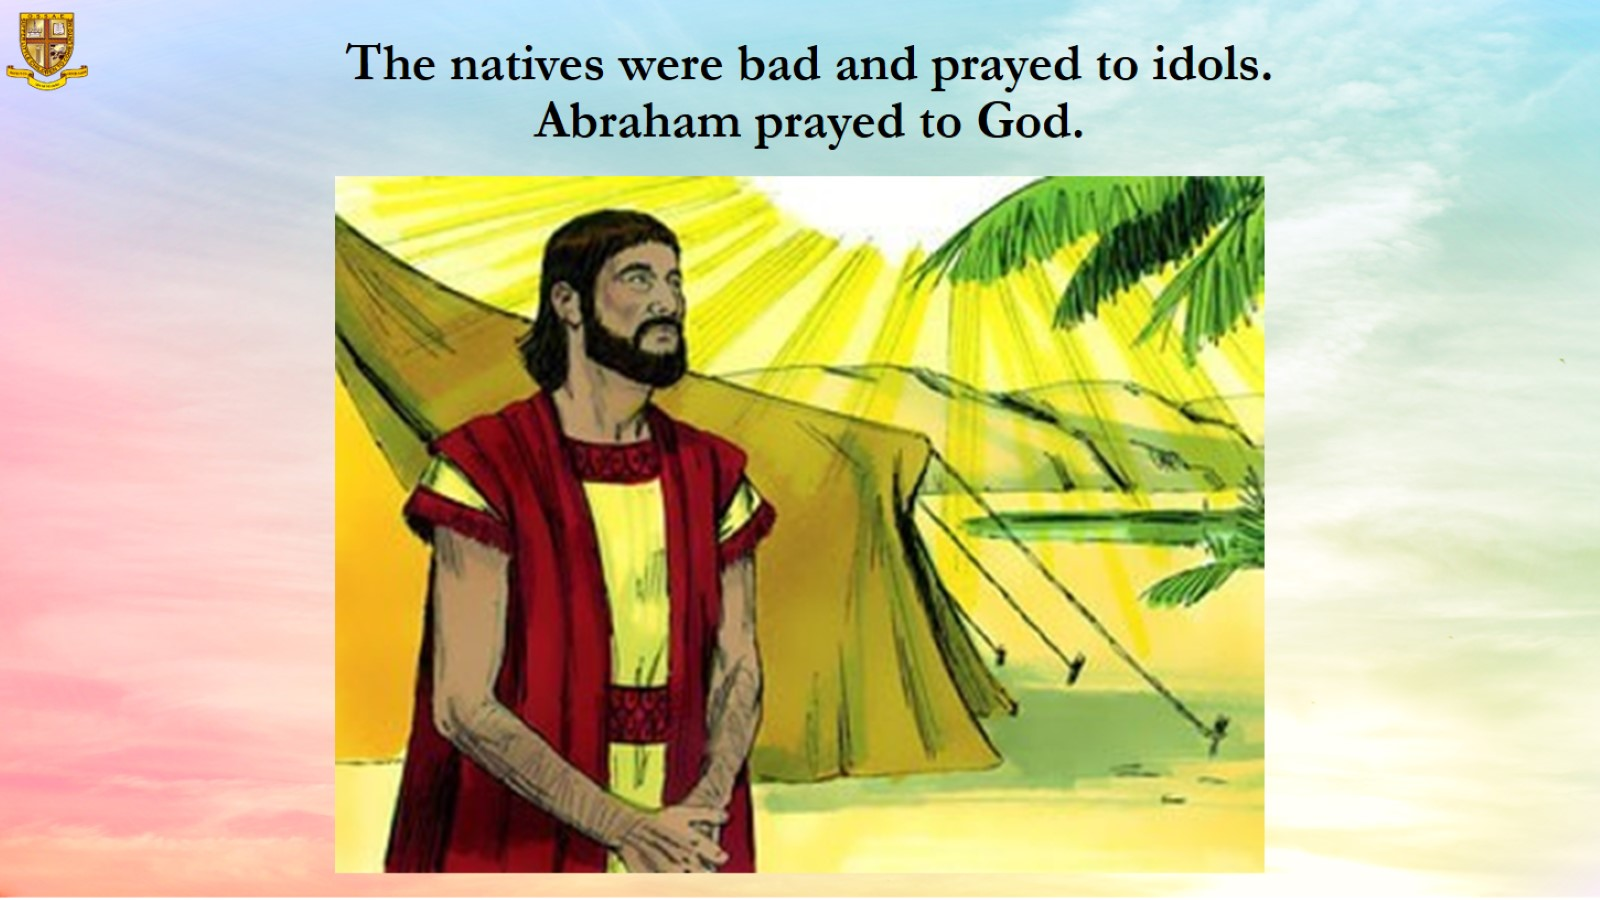 The natives were bad and prayed to idols.
Abraham prayed to God.